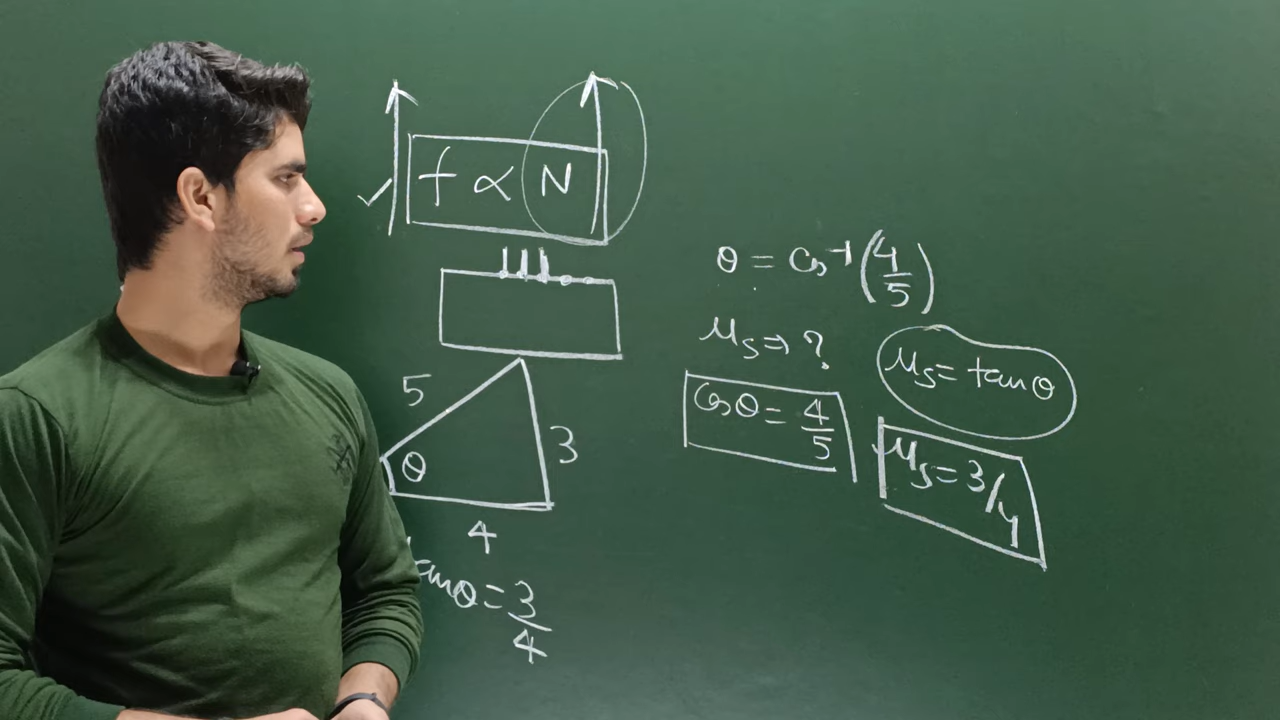 f ∝ N
5
θ
3
4
tanθ = 3/4
θ = Cos⁻¹(4/5)
μs ⇒ ?
Cosθ = 4/5
μs = tanθ
μs = 3/4